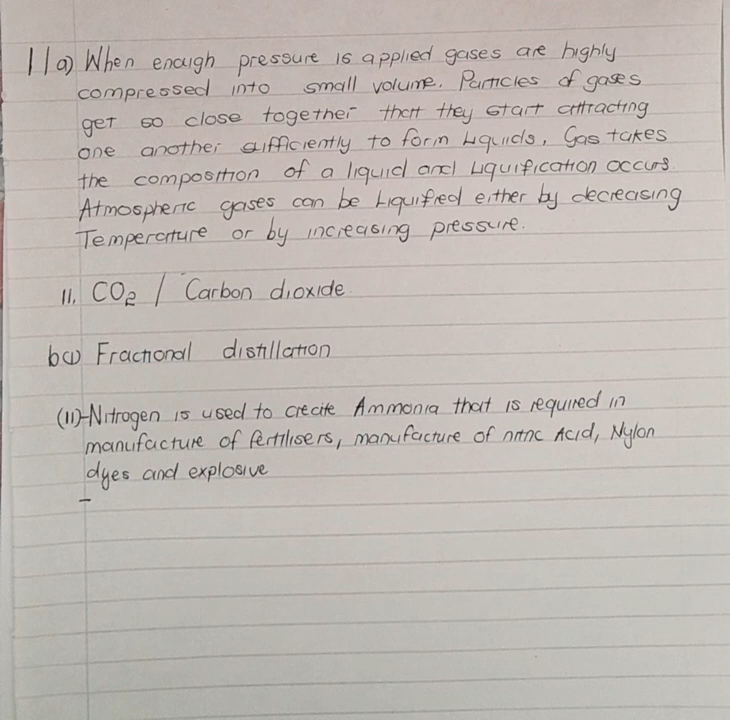 11a) When enough pressure is applied gases are highly
compressed into small volume. Particles of gases
get so close together that they start attracting
one another sufficiently to form liquids, Gas takes
the composition of a liquid and liquification occurs.
Atmospheric gases can be liquified either by decreasing
Temperature or by increasing pressure.
11. CO2 / Carbon dioxide
b(i) Fractional distillation
(11)-Nitrogen is used to create Ammonia that is required in
manufacture of fertilisers, manufacture of nitric Acid, Nylon
dyes and explosive
-